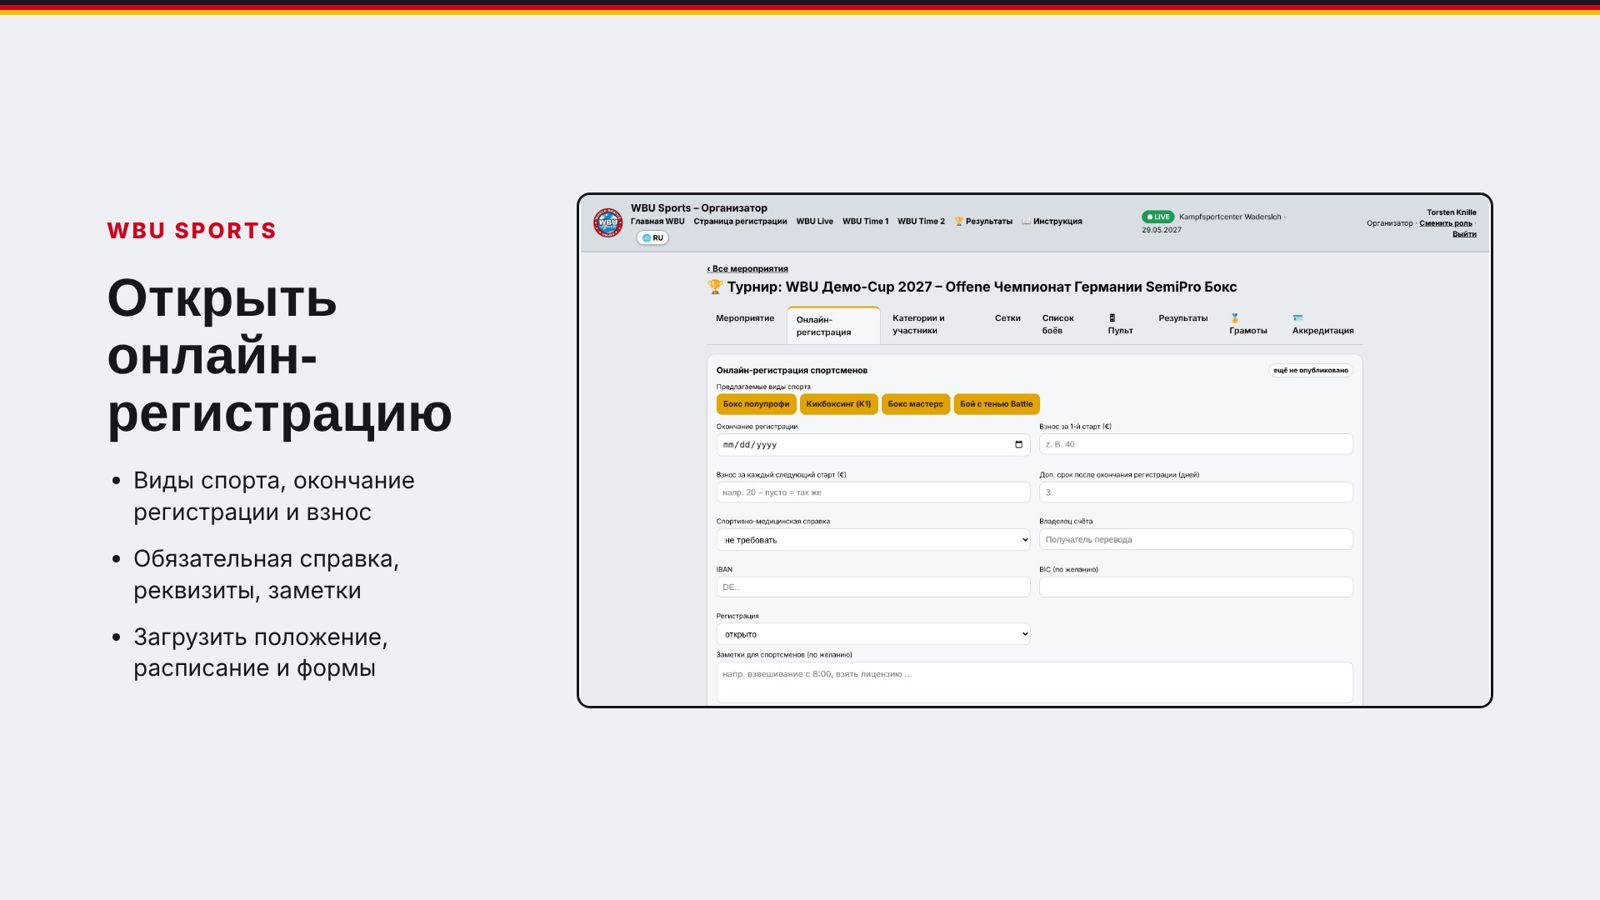 WBU SPORTS
Открыть
онлайн-
регистрацию
• Виды спорта, окончание
регистрации и взнос
• Обязательная справка,
реквизиты, заметки
• Загрузить положение,
расписание и формы
WBU
WBU Sports – Организатор
Главная WBU Страница регистрации WBU Live WBU Time 1 WBU Time 2 🏆 Результаты 📖 Инструкция
🌐 RU
● LIVE Kampfsportcenter Wadersloh ·
29.05.2027
Torsten Knille
Организатор · Сменить роль ·
Выйти
‹ Все мероприятия
🏆 Турнир: WBU Демо-Cup 2027 – Offene Чемпионат Германии SemiPro Бокс
Мероприятие
Онлайн-
регистрация
Категории и
участники
Сетки
Список
боёв
🎛
Пульт
Результаты
🏅
Грамоты
🪪
Аккредитация
Онлайн-регистрация спортсменов
ещё не опубликовано
Предлагаемые виды спорта
Бокс полупрофи Кикбоксинг (K1) Бокс мастерс Бой с тенью Battle
Окончание регистрации
mm/dd/yyyy
Взнос за 1-й старт (€)
z. B. 40
Взнос за каждый следующий старт (€)
напр. 20 – пусто = так же
Доп. срок после окончания регистрации (дней)
3
Спортивно-медицинская справка
не требовать
Владелец счёта
Получатель перевода
IBAN
DE..
BIC (по желанию)
Регистрация
открыто
Заметки для спортсменов (по желанию)
напр. взвешивание с 8:00, взять лицензию ...